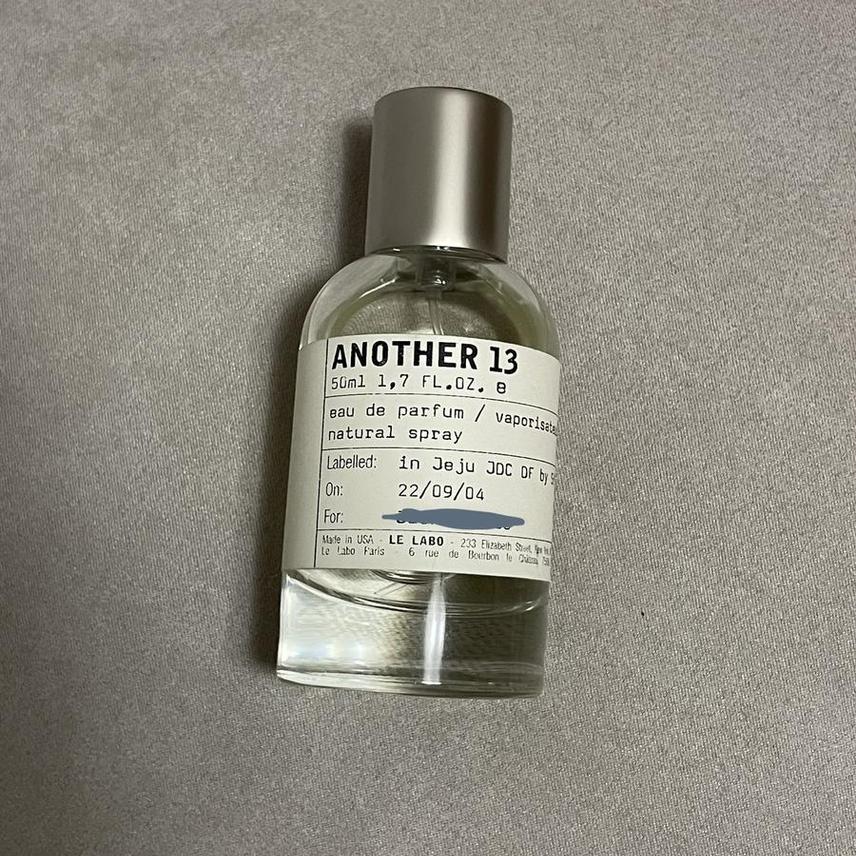 ANOTHER 13
50ml 1,7 FL.OZ. B
eau de parfum / vaporisate
natural spray
Labelled: in Jeju JDC DF by S
On: 22/09/04
For:
Made in USA - LE LABO - 233 Elizabeth Street,
Le Labo Paris - 6 rue de Bourbon le